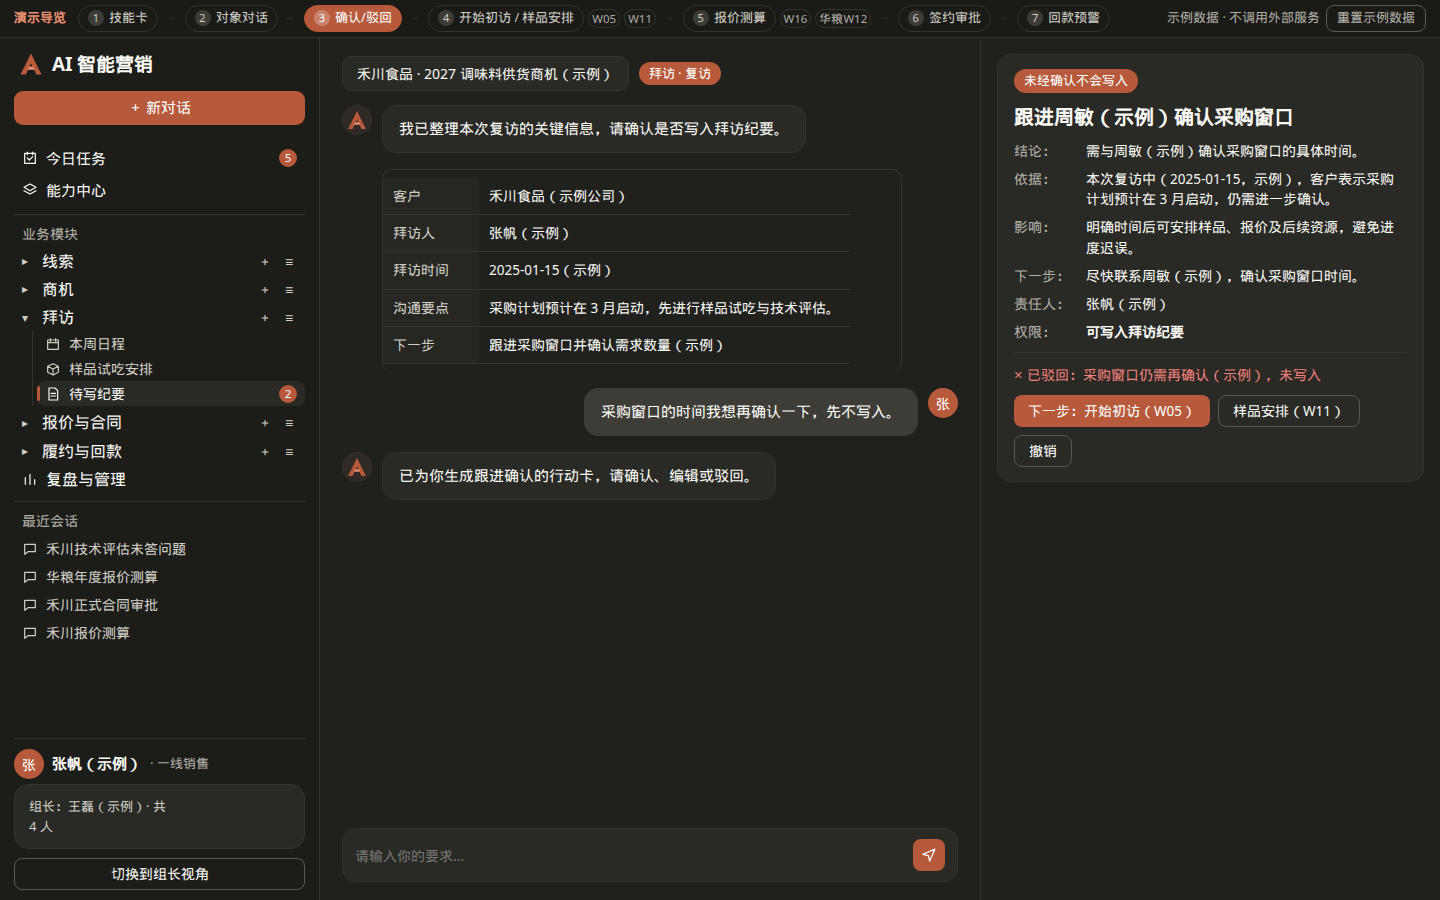 演示导览 1 技能卡 → 2 对象对话 → 3 确认/驳回 → 4 开始初访 / 样品安排 W05 W11 → 5 报价测算 W16 华粮W12 → 6 签约审批 → 7 回款预警 示例数据 · 不调用外部服务 重置示例数据
AI 智能营销
+ 新对话
今日任务 5
能力中心
业务模块
▸ 线索 + ≡
▸ 商机 + ≡
▾ 拜访 + ≡
本周日程
样品试吃安排
待写纪要 2
▸ 报价与合同 + ≡
▸ 履约与回款 + ≡
复盘与管理
最近会话
禾川技术评估未答问题
华粮年度报价测算
禾川正式合同审批
禾川报价测算
张 张帆（示例） · 一线销售
组长：王磊（示例）· 共
4 人
切换到组长视角
禾川食品 · 2027 调味料供货商机（示例） 拜访 · 复访
我已整理本次复访的关键信息，请确认是否写入拜访纪要。
客户 禾川食品（示例公司）
拜访人 张帆（示例）
拜访时间 2025-01-15（示例）
沟通要点 采购计划预计在 3 月启动，先进行样品试吃与技术评估。
下一步 跟进采购窗口并确认需求数量（示例）
采购窗口的时间我想再确认一下，先不写入。 张
已为你生成跟进确认的行动卡，请确认、编辑或驳回。
请输入你的要求...
未经确认不会写入
跟进周敏（示例）确认采购窗口
结论： 需与周敏（示例）确认采购窗口的具体时间。
依据： 本次复访中（2025-01-15，示例），客户表示采购
计划预计在 3 月启动，仍需进一步确认。
影响： 明确时间后可安排样品、报价及后续资源，避免进
度迟误。
下一步： 尽快联系周敏（示例），确认采购窗口时间。
责任人： 张帆（示例）
权限： 可写入拜访纪要
× 已驳回：采购窗口仍需再确认（示例），未写入
下一步：开始初访（W05） 样品安排（W11）
撤销